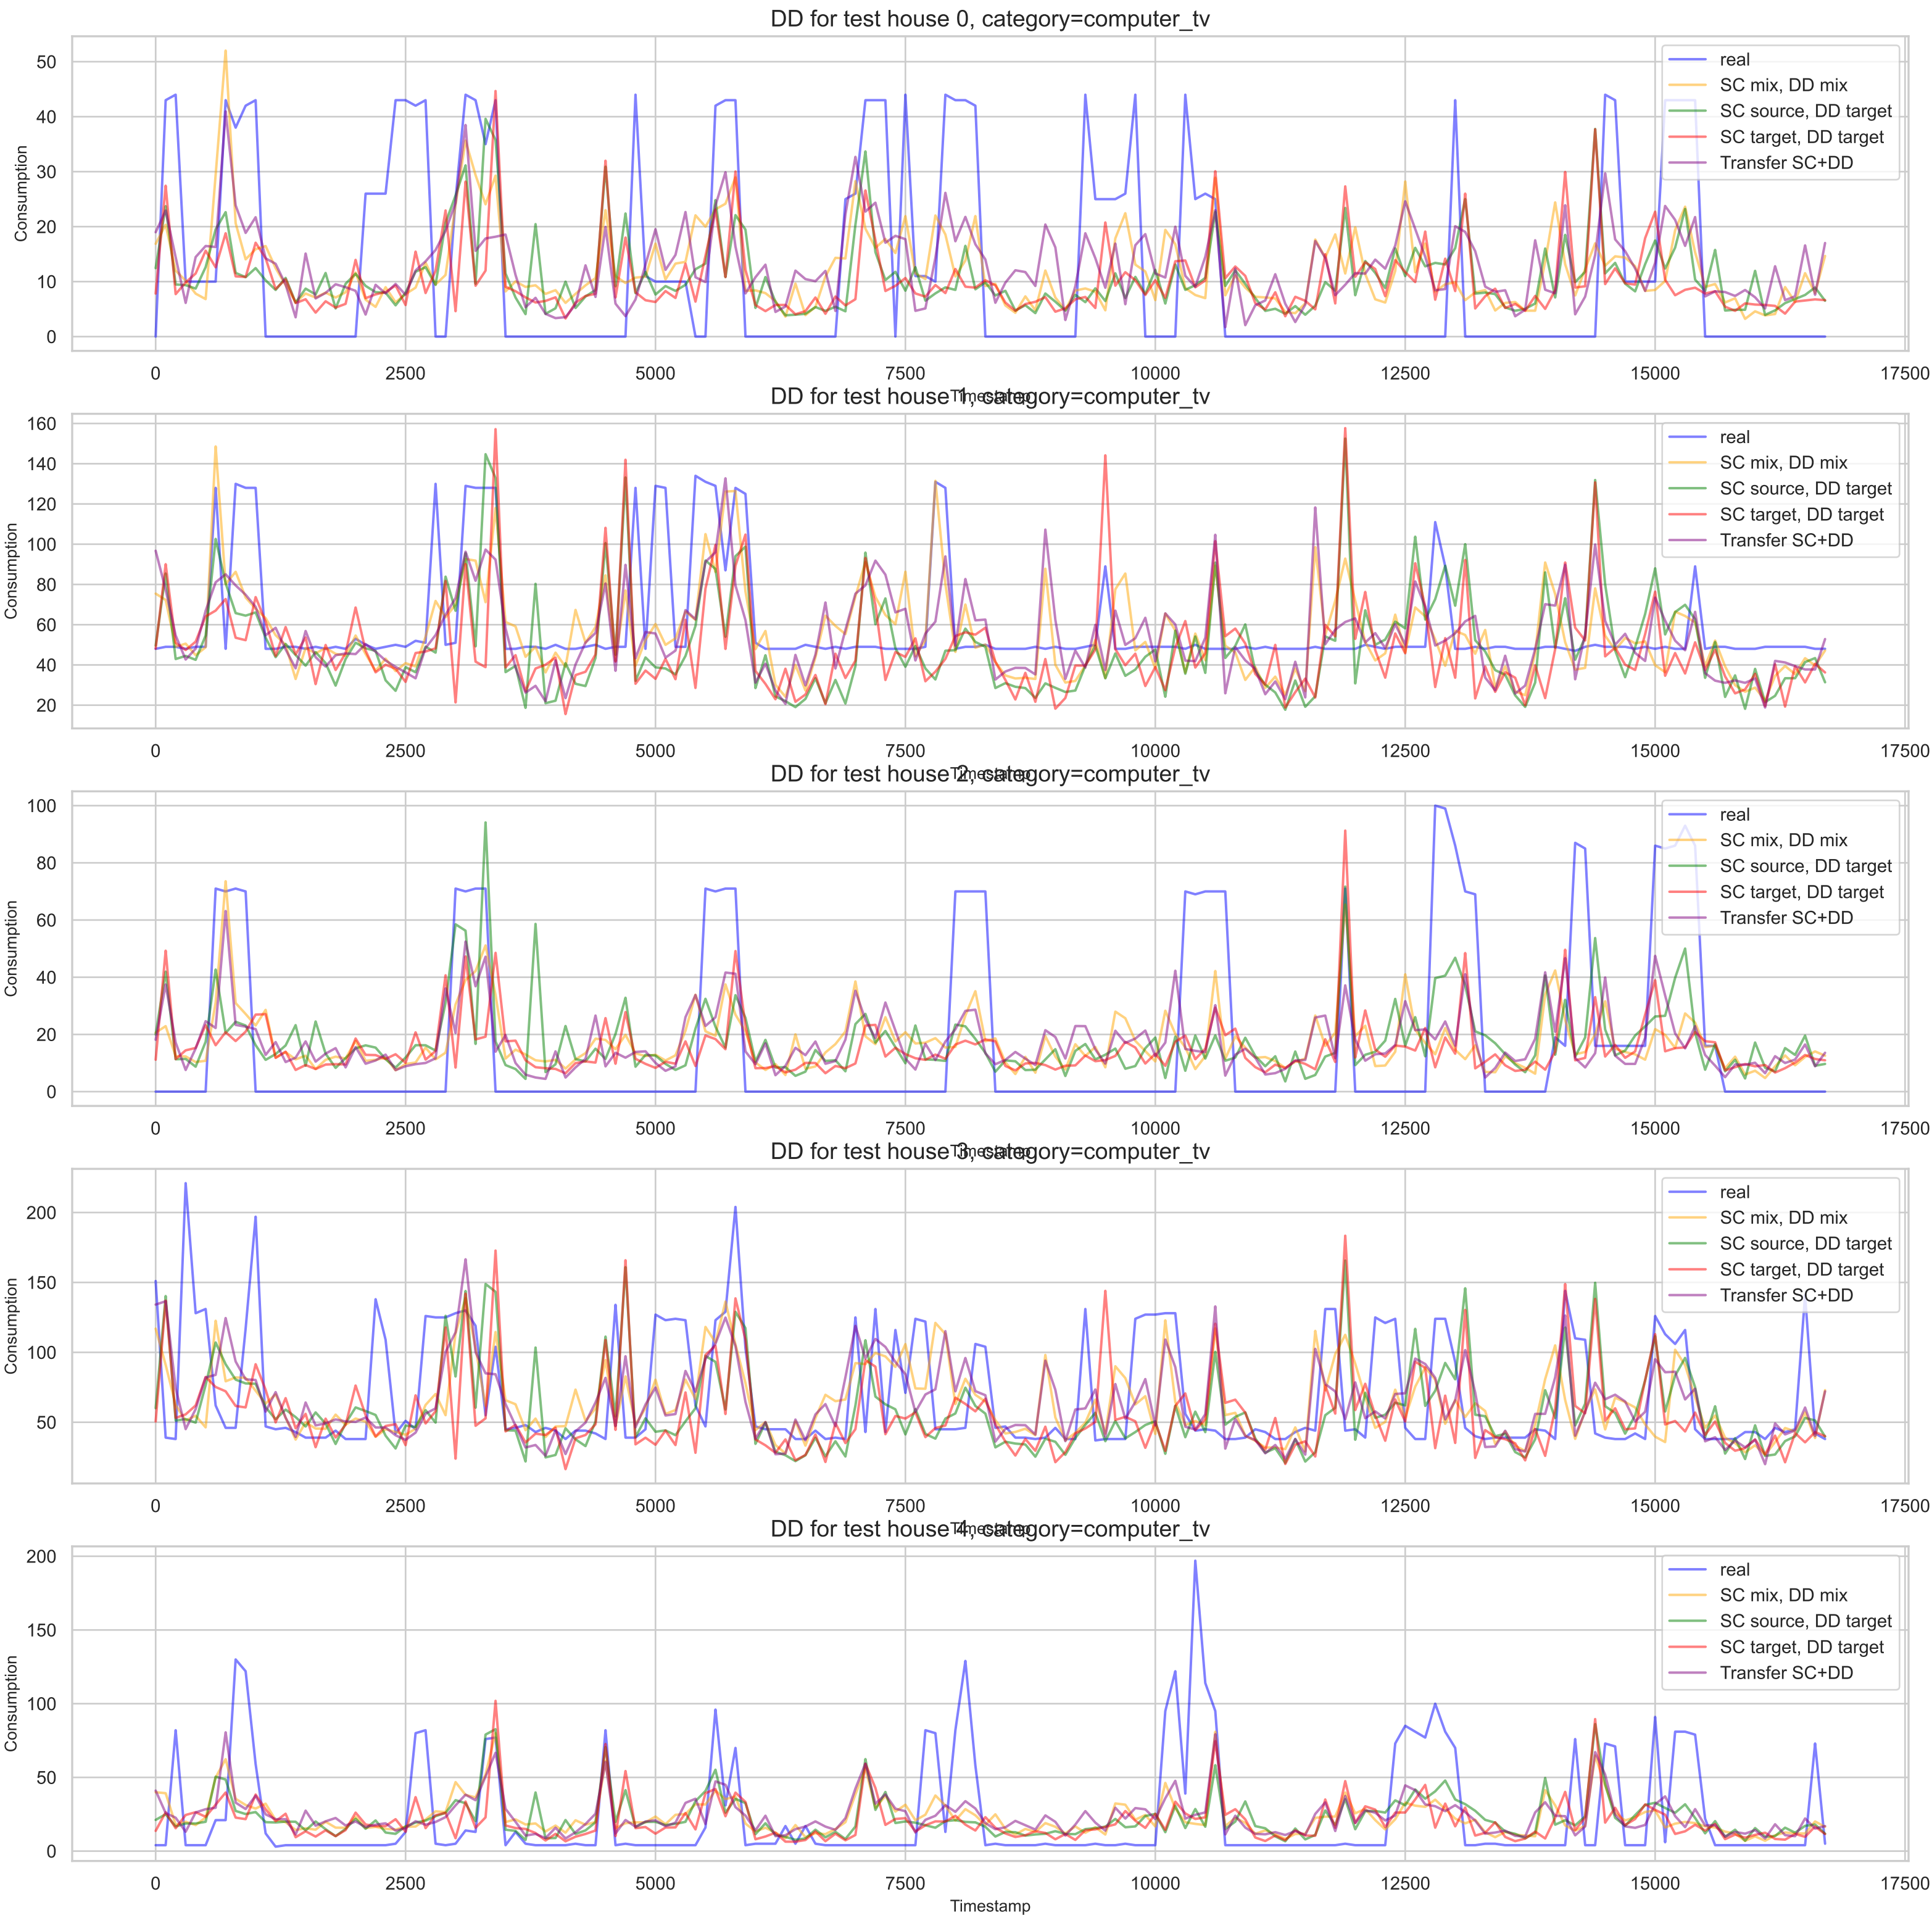 DD for test house 0, category=computer_tv
Consumption
50
40
30
20
10
0
real
SC mix, DD mix
SC source, DD target
SC target, DD target
Transfer SC+DD
0 2500 5000 7500 10000 12500 15000 17500
Timestamp
DD for test house 1, category=computer_tv
Consumption
160
140
120
100
80
60
40
20
real
SC mix, DD mix
SC source, DD target
SC target, DD target
Transfer SC+DD
0 2500 5000 7500 10000 12500 15000 17500
Timestamp
DD for test house 2, category=computer_tv
Consumption
100
80
60
40
20
0
real
SC mix, DD mix
SC source, DD target
SC target, DD target
Transfer SC+DD
0 2500 5000 7500 10000 12500 15000 17500
Timestamp
DD for test house 3, category=computer_tv
Consumption
200
150
100
50
real
SC mix, DD mix
SC source, DD target
SC target, DD target
Transfer SC+DD
0 2500 5000 7500 10000 12500 15000 17500
Timestamp
DD for test house 4, category=computer_tv
Consumption
200
150
100
50
0
real
SC mix, DD mix
SC source, DD target
SC target, DD target
Transfer SC+DD
0 2500 5000 7500 10000 12500 15000 17500
Timestamp